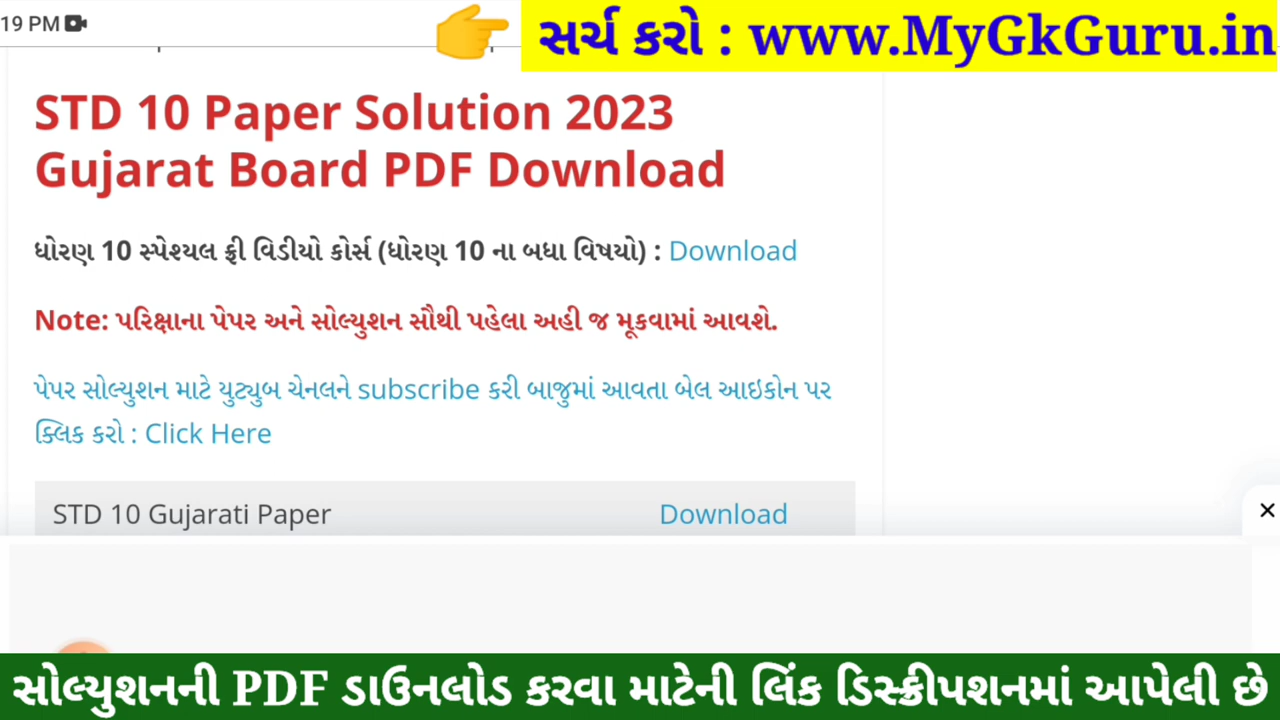 19 PM
સર્ચ કરો : www.MyGkGuru.in
STD 10 Paper Solution 2023
Gujarat Board PDF Download
ધોરણ 10 સ્પેશ્યલ ફ્રી વિડીયો કોર્સ (ધોરણ 10 ના બધા વિષયો) : Download
Note: પરિક્ષાના પેપર અને સોલ્યુશન સૌથી પહેલા અહી જ મૂકવામાં આવશે.
પેપર સોલ્યુશન માટે યુટ્યુબ ચેનલને subscribe કરી બાજુમાં આવતા બેલ આઇકોન પર
ક્લિક કરો : Click Here
STD 10 Gujarati Paper Download
સોલ્યુશનની PDF ડાઉનલોડ કરવા માટેની લિંક ડિસ્ક્રીપશનમાં આપેલી છે